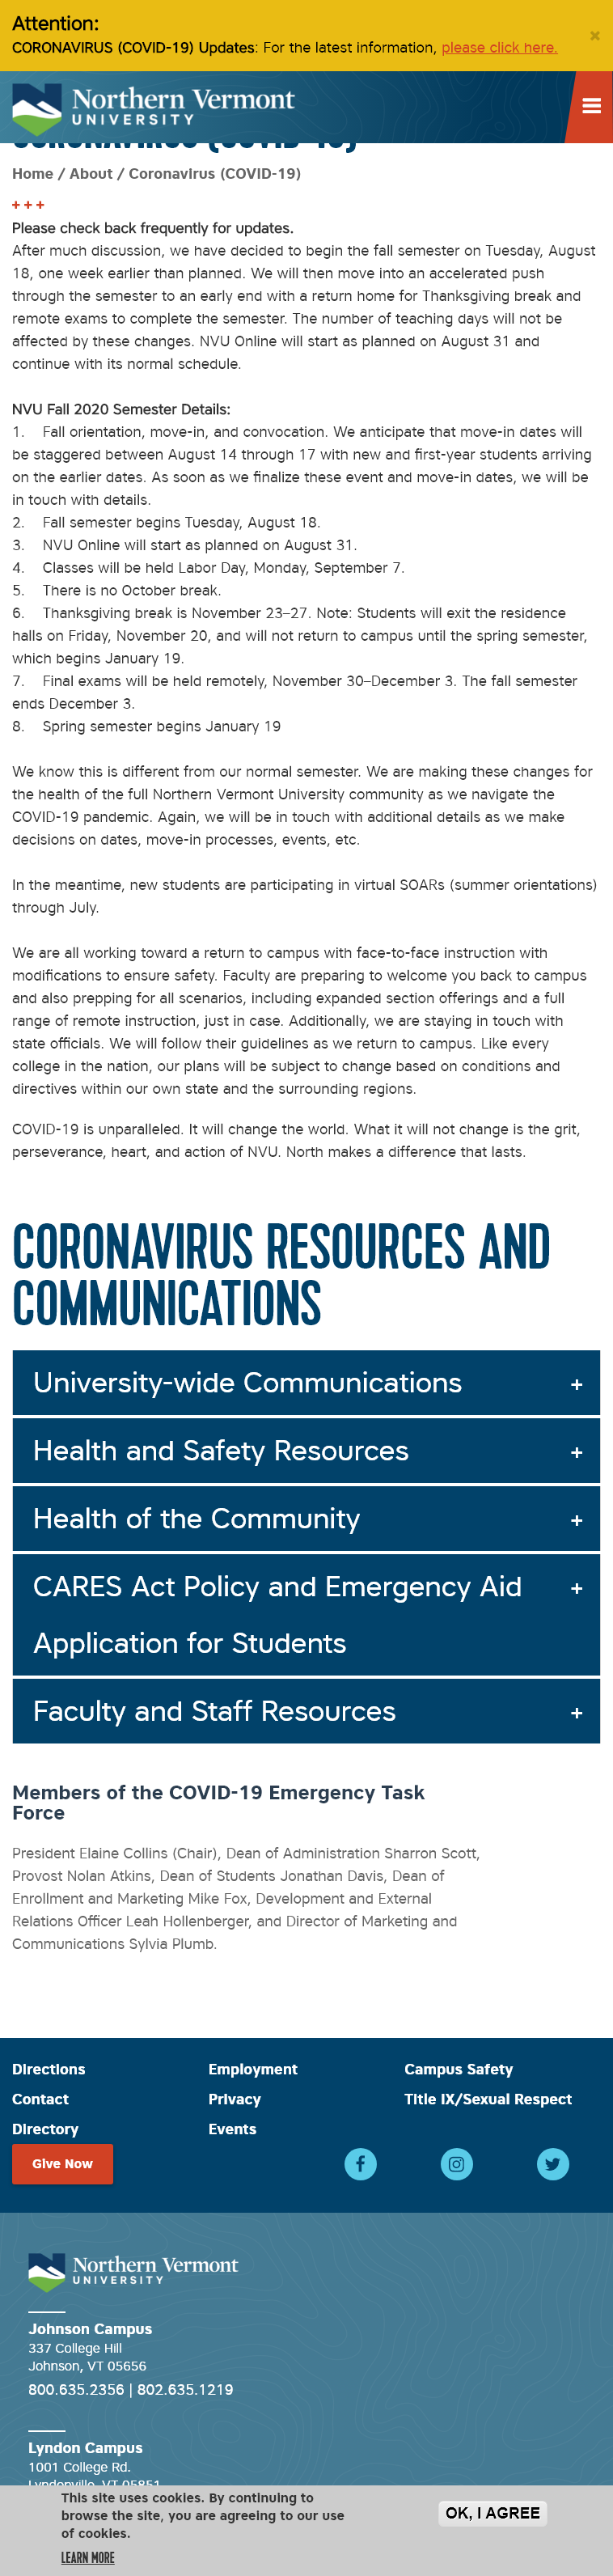 Attention:
CORONAVIRUS (COVID-19) Updates: For the latest information, please click here.
Northern Vermont
UNIVERSITY
CORONAVIRUS (COVID-19)
Home / About / Coronavirus (COVID-19)
+ + +
Please check back frequently for updates.
After much discussion, we have decided to begin the fall semester on Tuesday, August
18, one week earlier than planned. We will then move into an accelerated push
through the semester to an early end with a return home for Thanksgiving break and
remote exams to complete the semester. The number of teaching days will not be
affected by these changes. NVU Online will start as planned on August 31 and
continue with its normal schedule.
NVU Fall 2020 Semester Details:
1. Fall orientation, move-in, and convocation. We anticipate that move-in dates will
be staggered between August 14 through 17 with new and first-year students arriving
on the earlier dates. As soon as we finalize these event and move-in dates, we will be
in touch with details.
2. Fall semester begins Tuesday, August 18.
3. NVU Online will start as planned on August 31.
4. Classes will be held Labor Day, Monday, September 7.
5. There is no October break.
6. Thanksgiving break is November 23–27. Note: Students will exit the residence
halls on Friday, November 20, and will not return to campus until the spring semester,
which begins January 19.
7. Final exams will be held remotely, November 30–December 3. The fall semester
ends December 3.
8. Spring semester begins January 19
We know this is different from our normal semester. We are making these changes for
the health of the full Northern Vermont University community as we navigate the
COVID-19 pandemic. Again, we will be in touch with additional details as we make
decisions on dates, move-in processes, events, etc.
In the meantime, new students are participating in virtual SOARs (summer orientations)
through July.
We are all working toward a return to campus with face-to-face instruction with
modifications to ensure safety. Faculty are preparing to welcome you back to campus
and also prepping for all scenarios, including expanded section offerings and a full
range of remote instruction, just in case. Additionally, we are staying in touch with
state officials. We will follow their guidelines as we return to campus. Like every
college in the nation, our plans will be subject to change based on conditions and
directives within our own state and the surrounding regions.
COVID-19 is unparalleled. It will change the world. What it will not change is the grit,
perseverance, heart, and action of NVU. North makes a difference that lasts.
CORONAVIRUS RESOURCES AND
COMMUNICATIONS
University-wide Communications +
Health and Safety Resources +
Health of the Community +
CARES Act Policy and Emergency Aid +
Application for Students
Faculty and Staff Resources +
Members of the COVID-19 Emergency Task
Force
President Elaine Collins (Chair), Dean of Administration Sharron Scott,
Provost Nolan Atkins, Dean of Students Jonathan Davis, Dean of
Enrollment and Marketing Mike Fox, Development and External
Relations Officer Leah Hollenberger, and Director of Marketing and
Communications Sylvia Plumb.
Directions Employment Campus Safety
Contact Privacy Title IX/Sexual Respect
Directory Events
Give Now
Northern Vermont
UNIVERSITY
Johnson Campus
337 College Hill
Johnson, VT 05656
800.635.2356 | 802.635.1219
Lyndon Campus
1001 College Rd.
Lyndonville, VT 05851
This site uses cookies. By continuing to
browse the site, you are agreeing to our use
of cookies.
OK, I AGREE
LEARN MORE